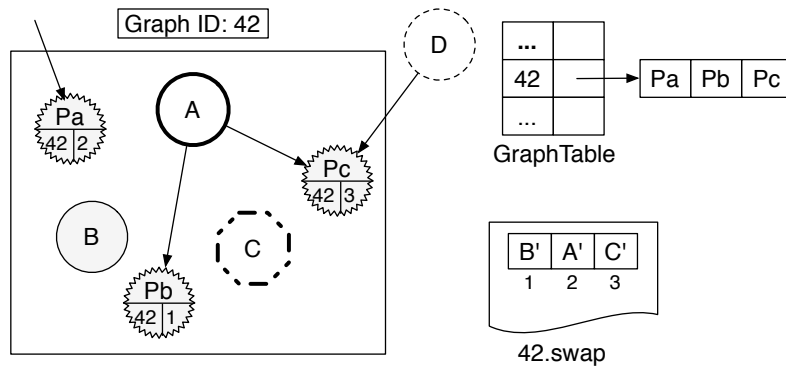 Graph ID: 42
D
...
42
...
GraphTable
Pa Pb Pc
Pa
42 2
A
Pc
42 3
B
C
Pb
42 1
B' A' C'
1 2 3
42.swap